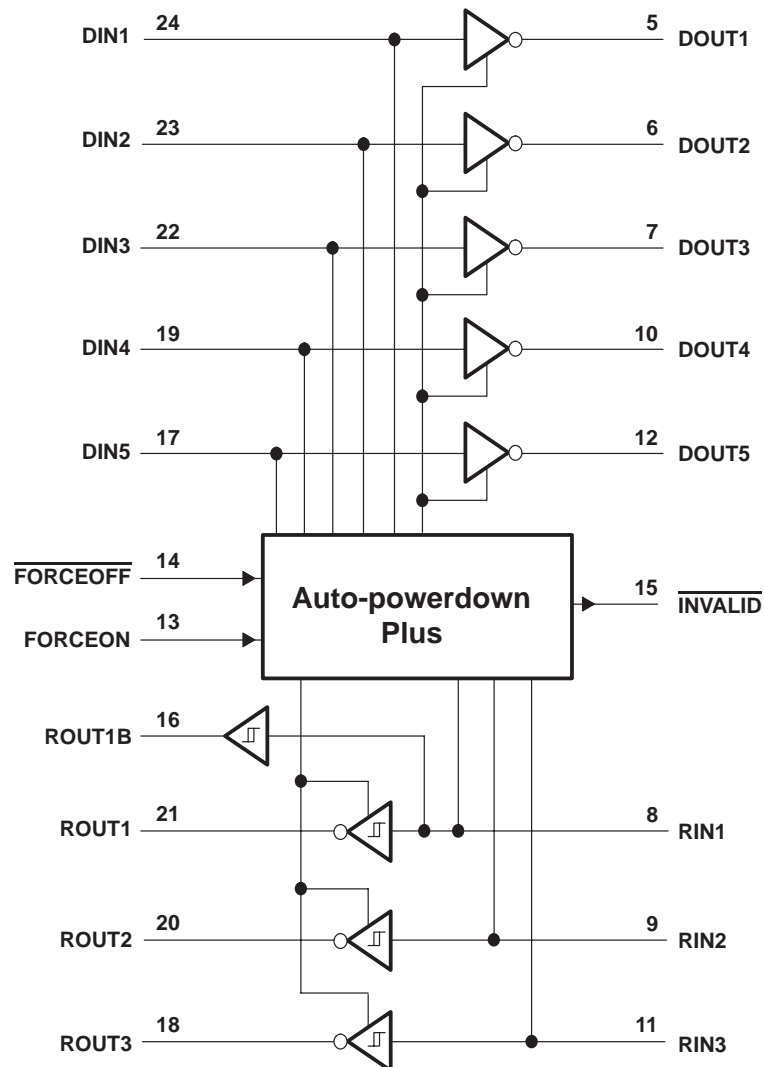 DIN1 24 5 DOUT1
DIN2 23 6 DOUT2
DIN3 22 7 DOUT3
DIN4 19 10 DOUT4
DIN5 17 12 DOUT5
FORCEOFF 14
Auto-powerdown
Plus
15 INVALID
FORCEON 13
ROUT1B 16
ROUT1 21 8 RIN1
ROUT2 20 9 RIN2
ROUT3 18 11 RIN3